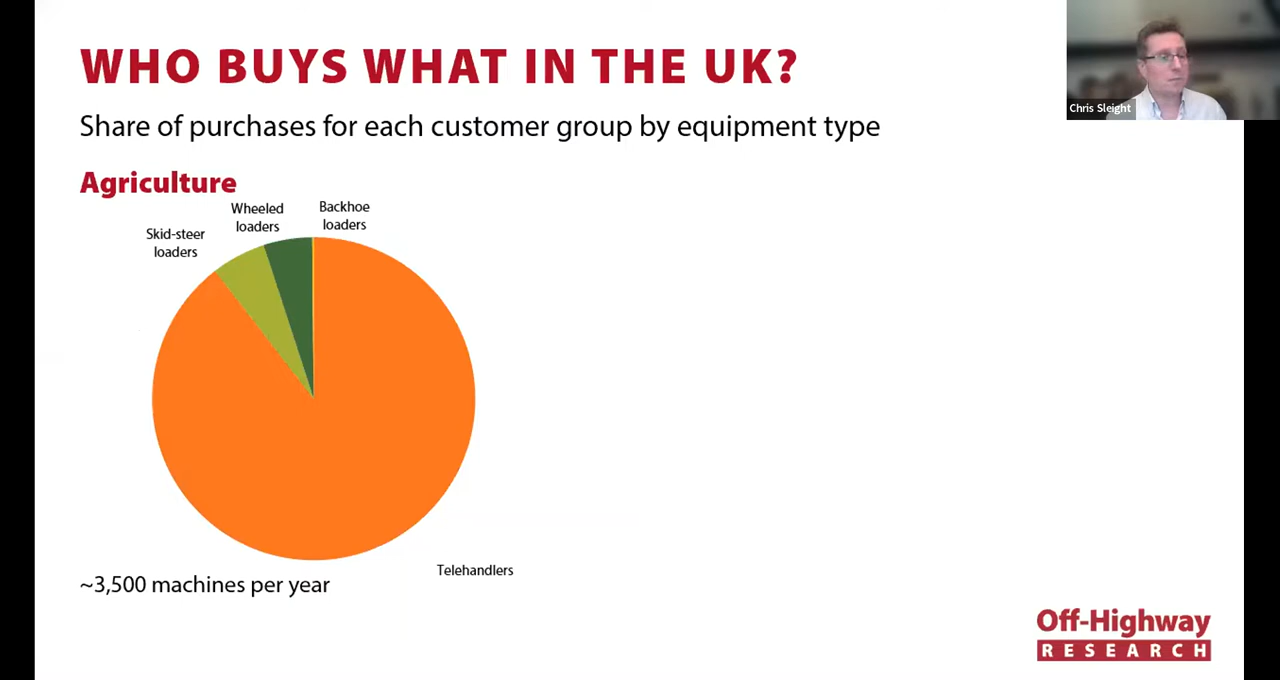 WHO BUYS WHAT IN THE UK?
Chris Sleight
Share of purchases for each customer group by equipment type
Agriculture
Skid-steer
loaders
Wheeled
loaders
Backhoe
loaders
Telehandlers
~3,500 machines per year
Off-Highway
RESEARCH